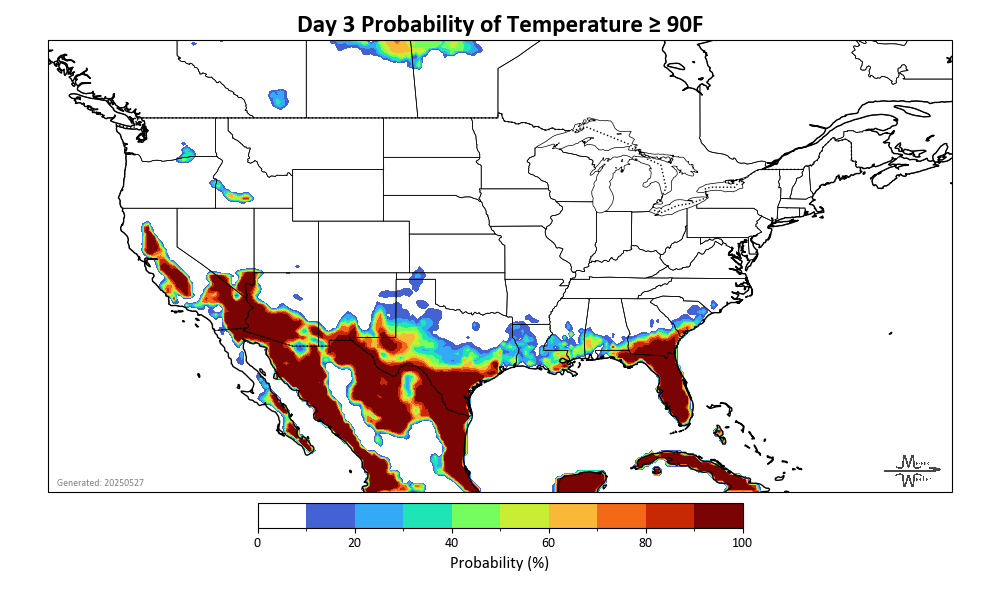 Day 3 Probability of Temperature ≥ 90F
Generated: 20250527
0 20 40 60 80 100
Probability (%)